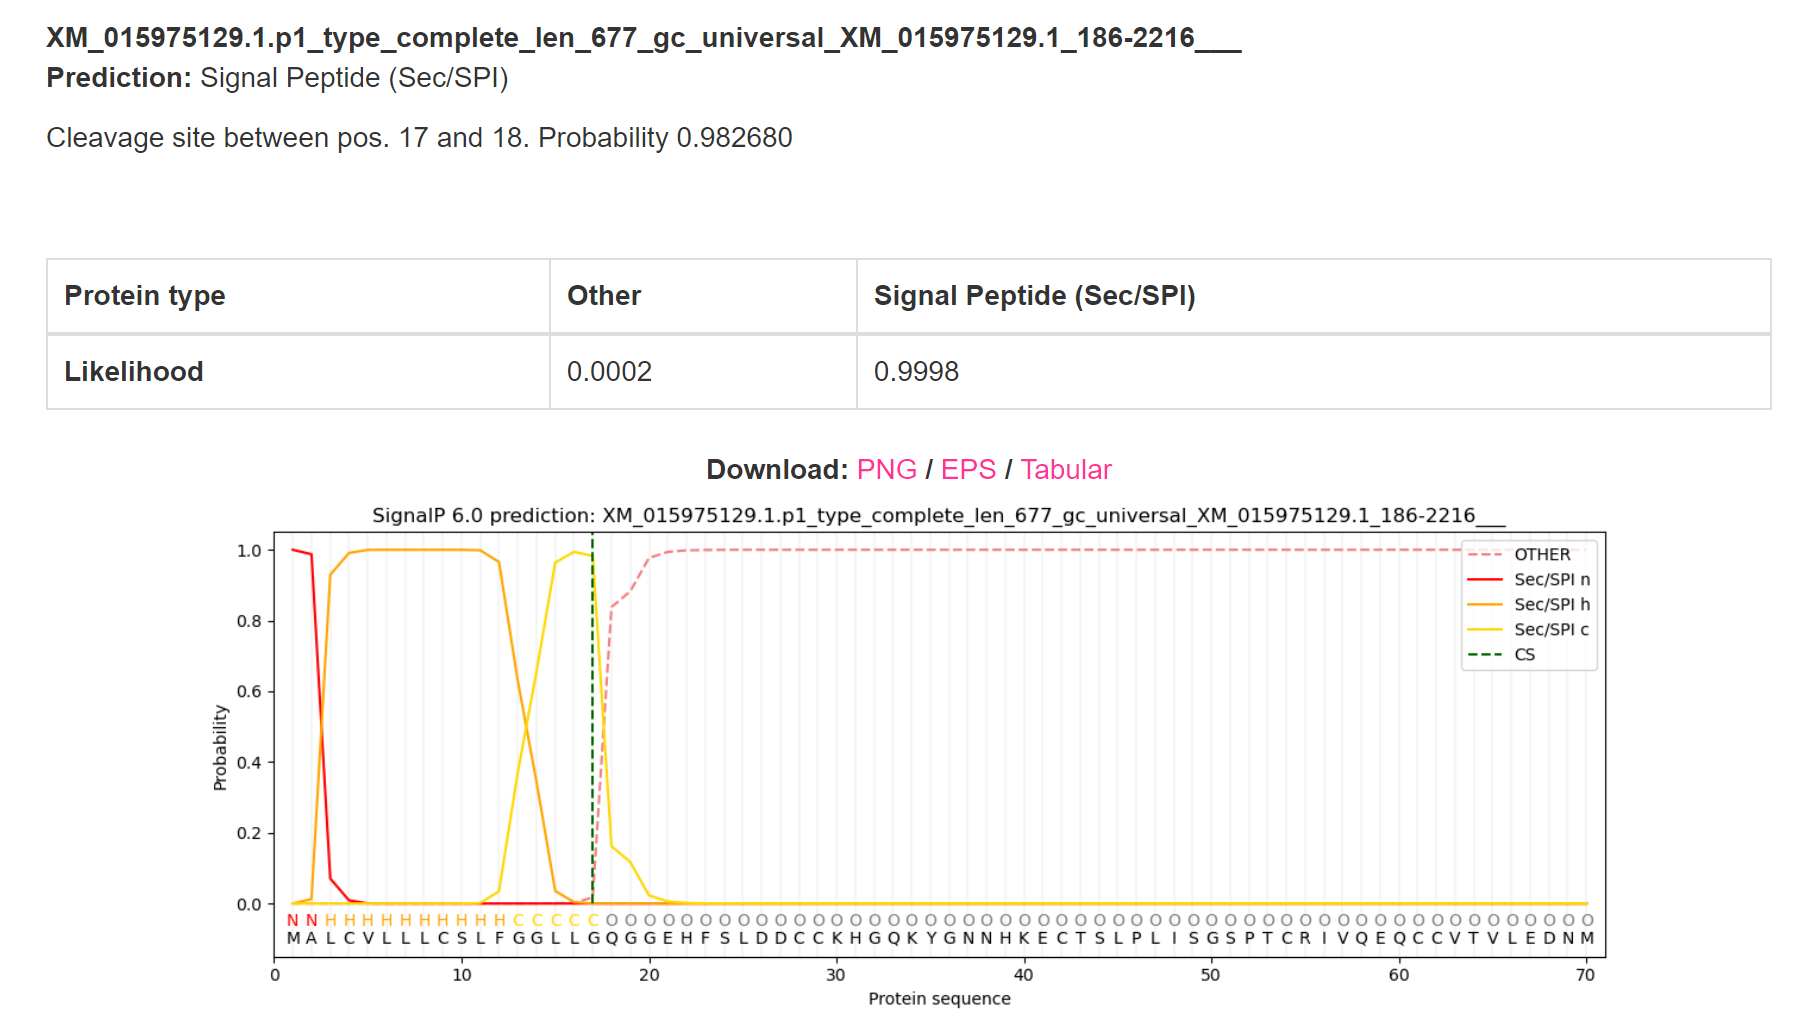 XM_015975129.1.p1_type_complete_len_677_gc_universal_XM_015975129.1_186-2216___
Prediction: Signal Peptide (Sec/SPI)
Cleavage site between pos. 17 and 18. Probability 0.982680
Protein type Other Signal Peptide (Sec/SPI)
Likelihood 0.0002 0.9998
Download: PNG / EPS / Tabular
SignalP 6.0 prediction: XM_015975129.1.p1_type_complete_len_677_gc_universal_XM_015975129.1_186-2216___
1.0
0.8
0.6
0.4
0.2
0.0
Probability
OTHER
Sec/SPI n
Sec/SPI h
Sec/SPI c
CS
N N H H H H H H H H H H C C C C C O O O O O O O O O O O O O O O O O O O O O O O O O O O O O O O O O O O O O O O O O O O O O O O O O O O O O
M A L C V L L L C S L F G G L L G Q G G E H F S L D D C C K H G Q K Y G N N H K E C T S L P L I S G S P T C R I V Q E Q C C V T V L E D N M
0 10 20 30 40 50 60 70
Protein sequence